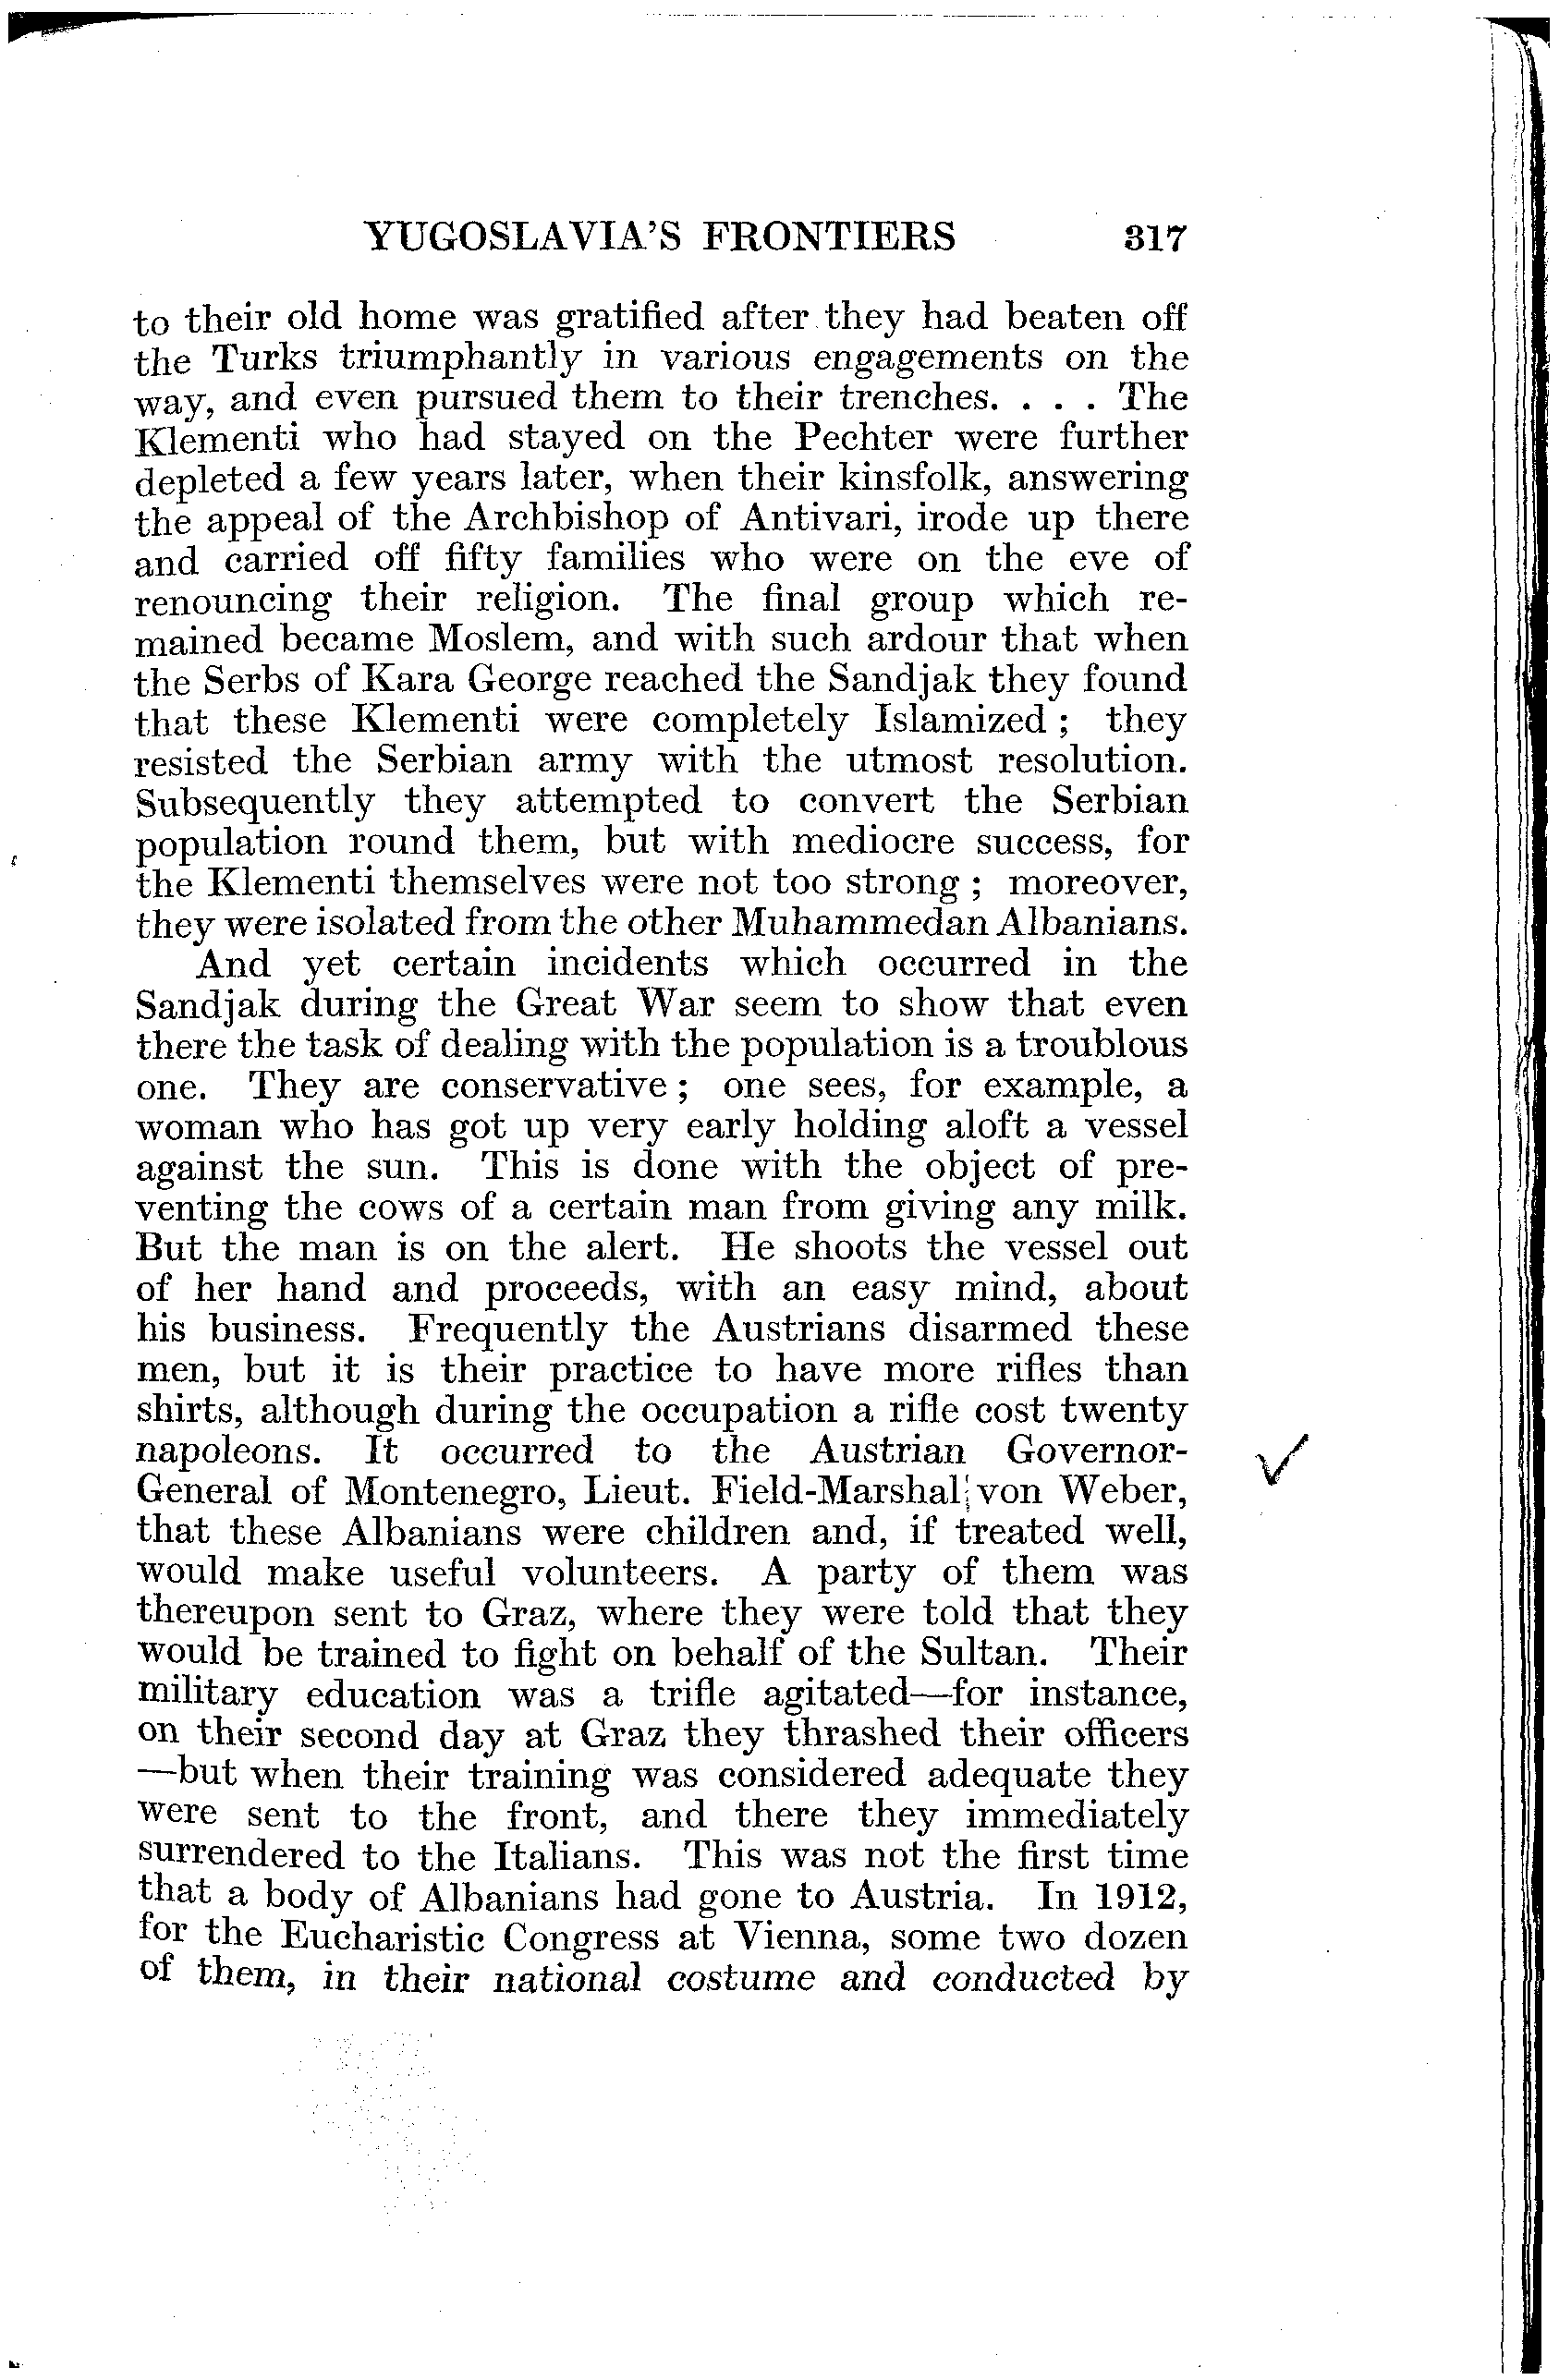 YUGOSLAVIA'S FRONTIERS 317
to their old home was gratified after they had beaten off
the Turks triumphantly in various engagements on the
way, and even pursued them to their trenches. . . . The
Klementi who had stayed on the Pechter were further
depleted a few years later, when their kinsfolk, answering
the appeal of the Archbishop of Antivari, irode up there
and carried off fifty families who were on the eve of
renouncing their religion. The final group which re-
mained became Moslem, and with such ardour that when
the Serbs of Kara George reached the Sandjak they found
that these Klementi were completely Islamized ; they
resisted the Serbian army with the utmost resolution.
Subsequently they attempted to convert the Serbian
population round them, but with mediocre success, for
the Klementi themselves were not too strong ; moreover,
they were isolated from the other Muhammedan Albanians.
And yet certain incidents which occurred in the
Sandjak during the Great War seem to show that even
there the task of dealing with the population is a troublous
one. They are conservative ; one sees, for example, a
woman who has got up very early holding aloft a vessel
against the sun. This is done with the object of pre-
venting the cows of a certain man from giving any milk.
But the man is on the alert. He shoots the vessel out
of her hand and proceeds, with an easy mind, about
his business. Frequently the Austrians disarmed these
men, but it is their practice to have more rifles than
shirts, although during the occupation a rifle cost twenty
napoleons. It occurred to the Austrian Governor-
General of Montenegro, Lieut. Field-Marshal von Weber,
that these Albanians were children and, if treated well,
would make useful volunteers. A party of them was
thereupon sent to Graz, where they were told that they
would be trained to fight on behalf of the Sultan. Their
military education was a trifle agitated—for instance,
on their second day at Graz they thrashed their officers
—but when their training was considered adequate they
were sent to the front, and there they immediately
surrendered to the Italians. This was not the first time
that a body of Albanians had gone to Austria. In 1912,
for the Eucharistic Congress at Vienna, some two dozen
of them, in their national costume and conducted by